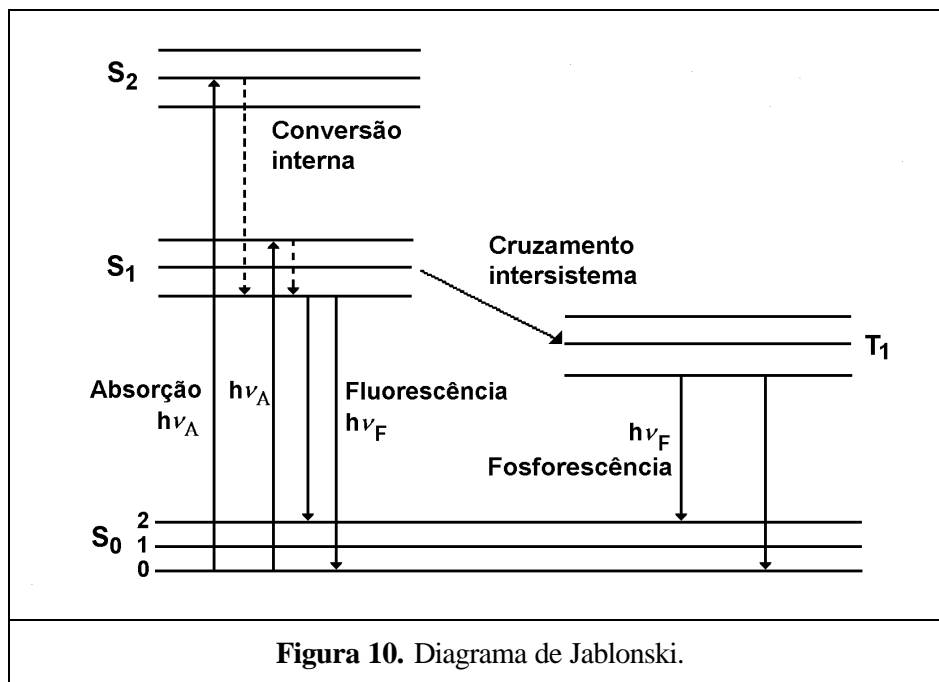 S2
Conversão
interna
S1
Cruzamento
intersistema
T1
Absorção
hνA
hνA
Fluorescência
hνF
hνF
Fosforescência
S0
2
1
0
Figura 10. Diagrama de Jablonski.